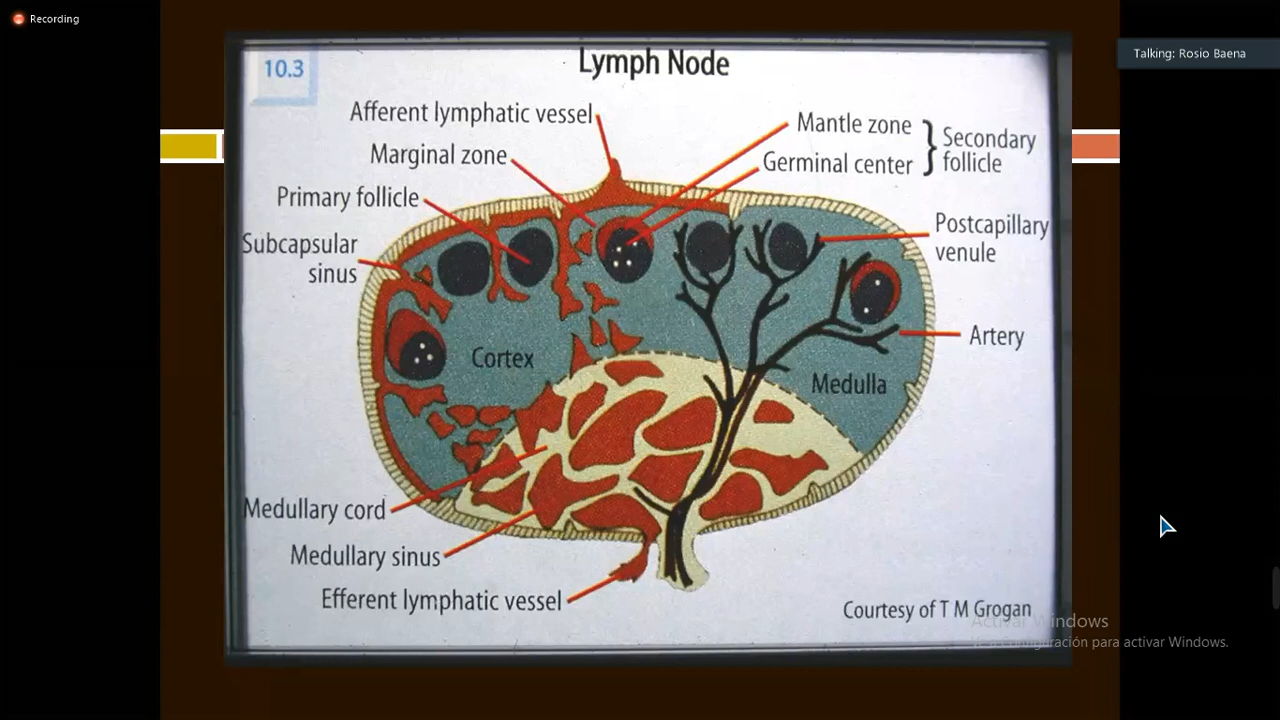 Recording
Talking: Rosio Baena
10.3
Lymph Node
Afferent lymphatic vessel
Marginal zone
Primary follicle
Subcapsular
sinus
Mantle zone
Germinal center
Secondary
follicle
Postcapillary
venule
Artery
Cortex
Medulla
Medullary cord
Medullary sinus
Efferent lymphatic vessel
Courtesy of T M Grogan
Activar Windows
Configuración para activar Windows.